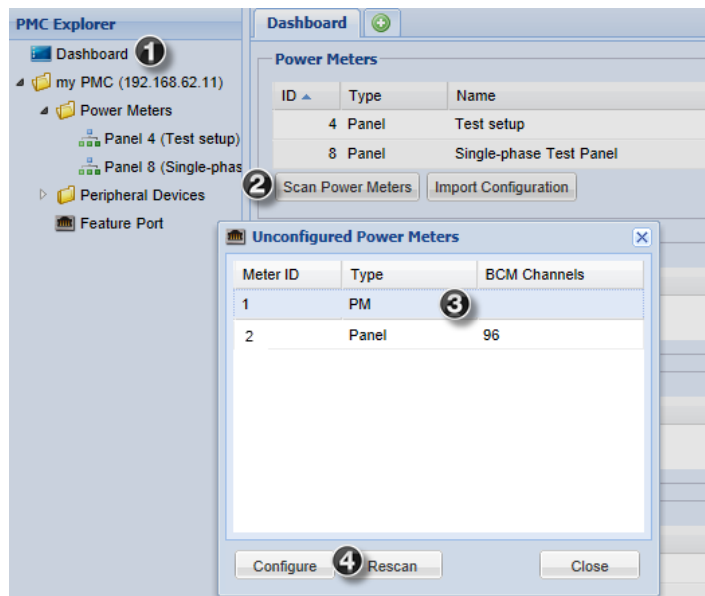 PMC Explorer
Dashboard 1
my PMC (192.168.62.11)
Power Meters
Panel 4 (Test setup)
Panel 8 (Single-phas
Peripheral Devices
Feature Port
Dashboard
Power Meters
ID Type Name
4 Panel Test setup
8 Panel Single-phase Test Panel
2 Scan Power Meters Import Configuration
Unconfigured Power Meters
Meter ID Type BCM Channels
1 PM 3
2 Panel 96
Configure 4 Rescan Close